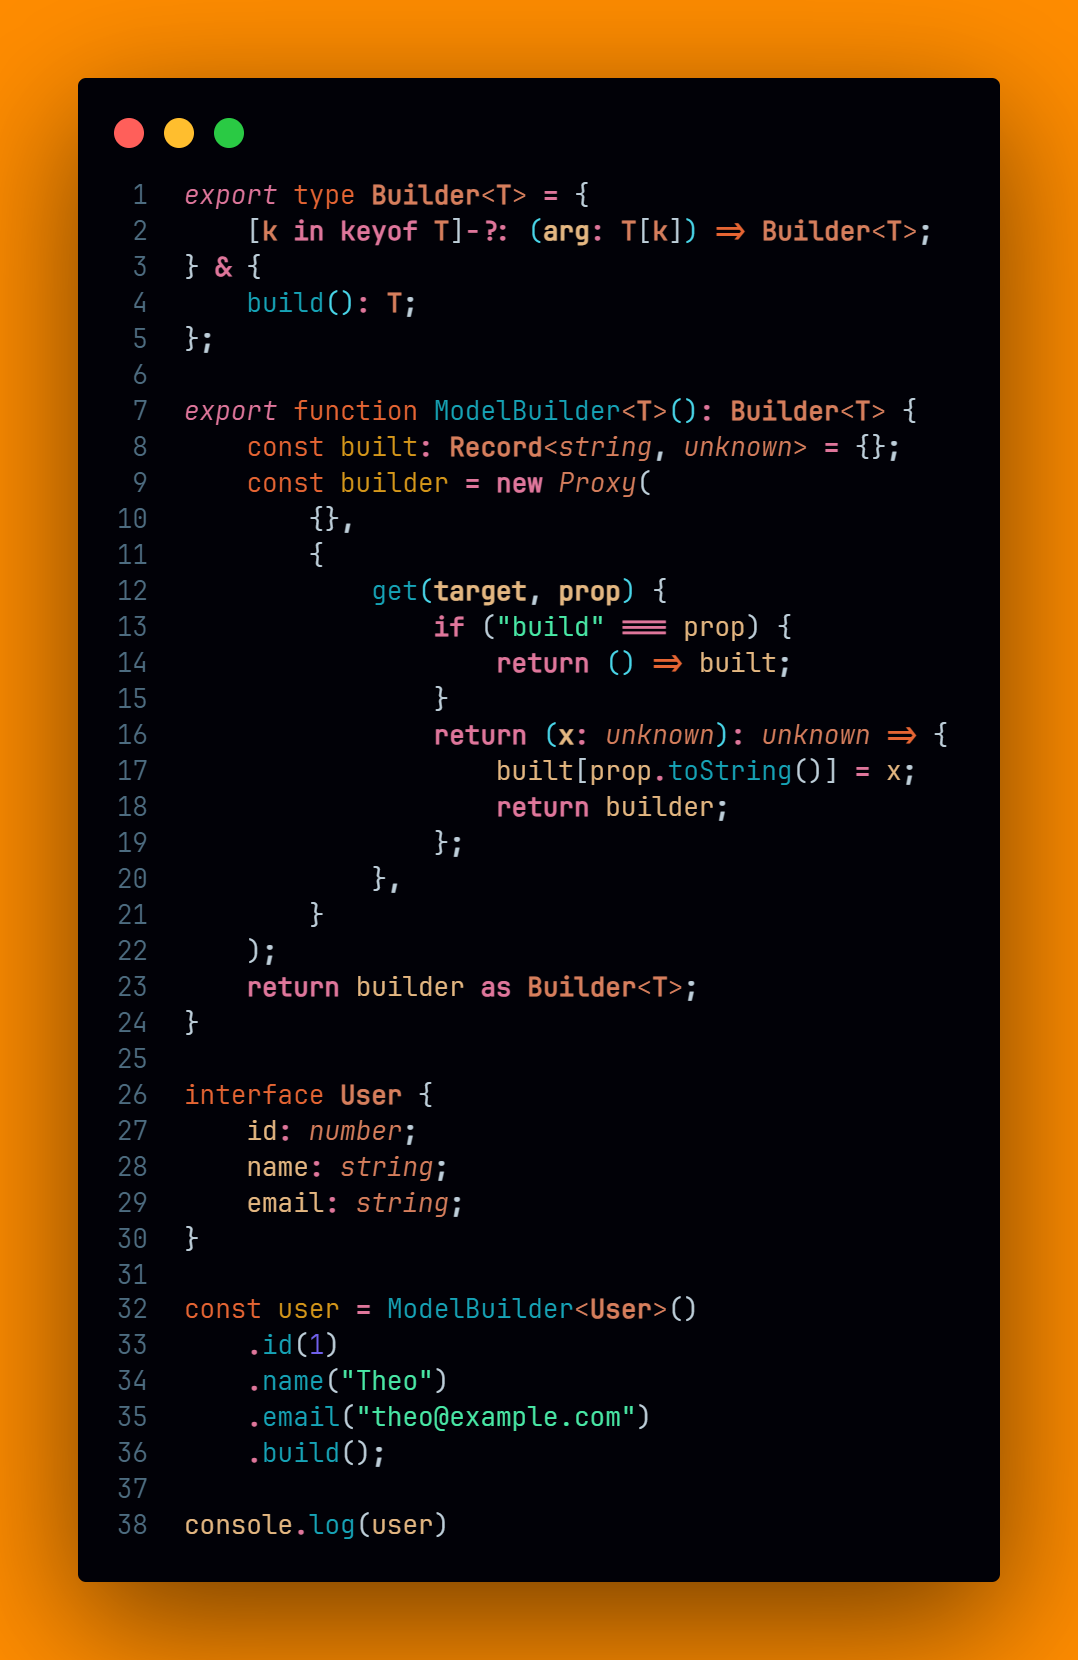 1 export type Builder<T> = {
2     [k in keyof T]-?: (arg: T[k]) => Builder<T>;
3 } & {
4     build(): T;
5 };
6
7 export function ModelBuilder<T>(): Builder<T> {
8     const built: Record<string, unknown> = {};
9     const builder = new Proxy(
10         {},
11         {
12             get(target, prop) {
13                 if ("build" === prop) {
14                     return () => built;
15                 }
16                 return (x: unknown): unknown => {
17                     built[prop.toString()] = x;
18                     return builder;
19                 };
20             },
21         }
22     );
23     return builder as Builder<T>;
24 }
25
26 interface User {
27     id: number;
28     name: string;
29     email: string;
30 }
31
32 const user = ModelBuilder<User>()
33     .id(1)
34     .name("Theo")
35     .email("theo@example.com")
36     .build();
37
38 console.log(user)